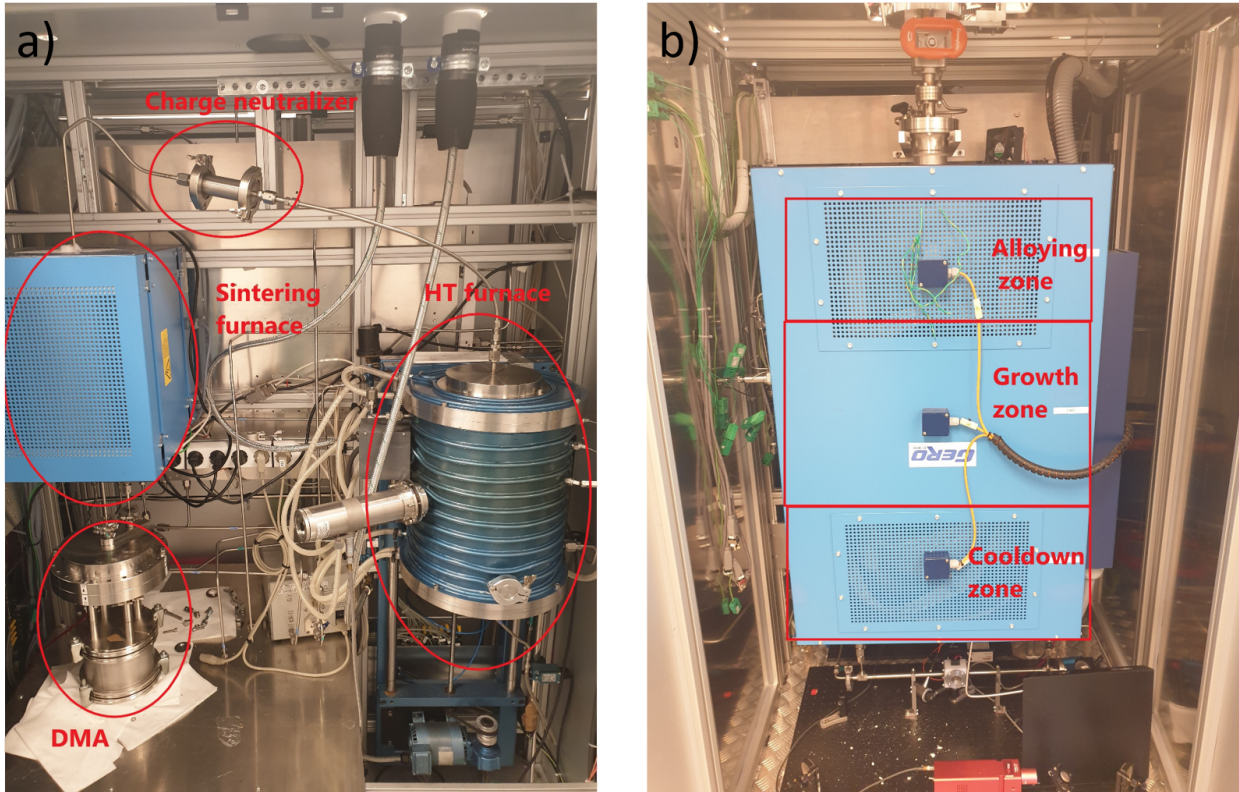 a)
Charge neutralizer
Sintering
furnace
HT furnace
DMA
b)
Alloying
zone
Growth
zone
GERO
Cooldown
zone